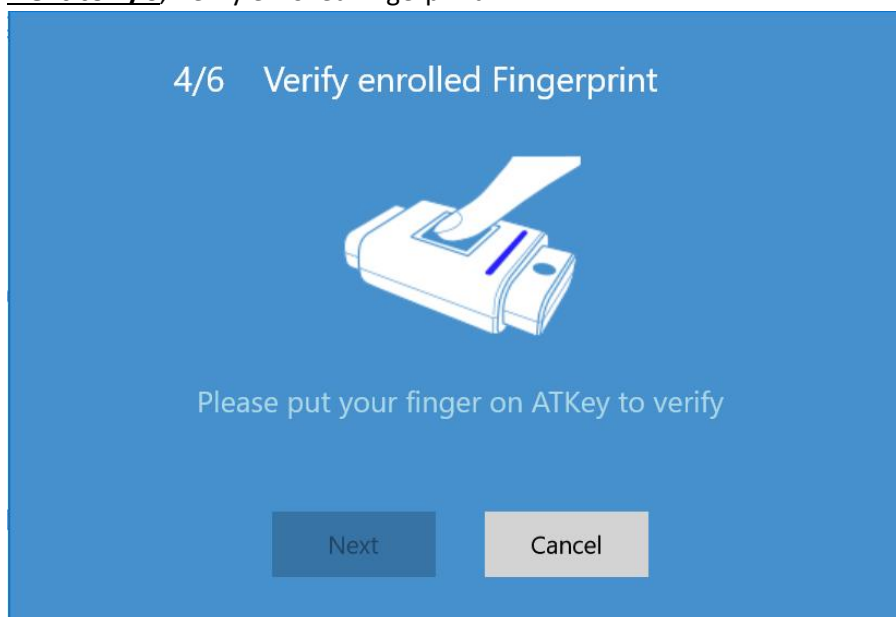 4/6 Verify enrolled Fingerprint
Please put your finger on ATKey to verify
Next
Cancel